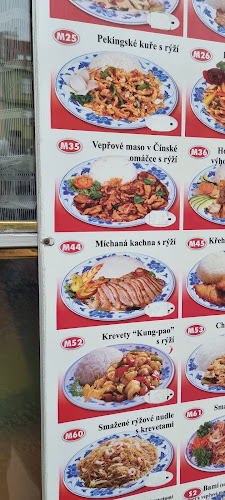 M25
M26
Pekingské kuře s rýží
M35
Vepřové maso v Čínské
omáčce s rýží
M36
M44
Míchaná kachna s rýží
M45
M52
Krevety "Kung-pao"
s rýží
M53
M60
Smažené rýžové nudle
s krevetami
M61
S2